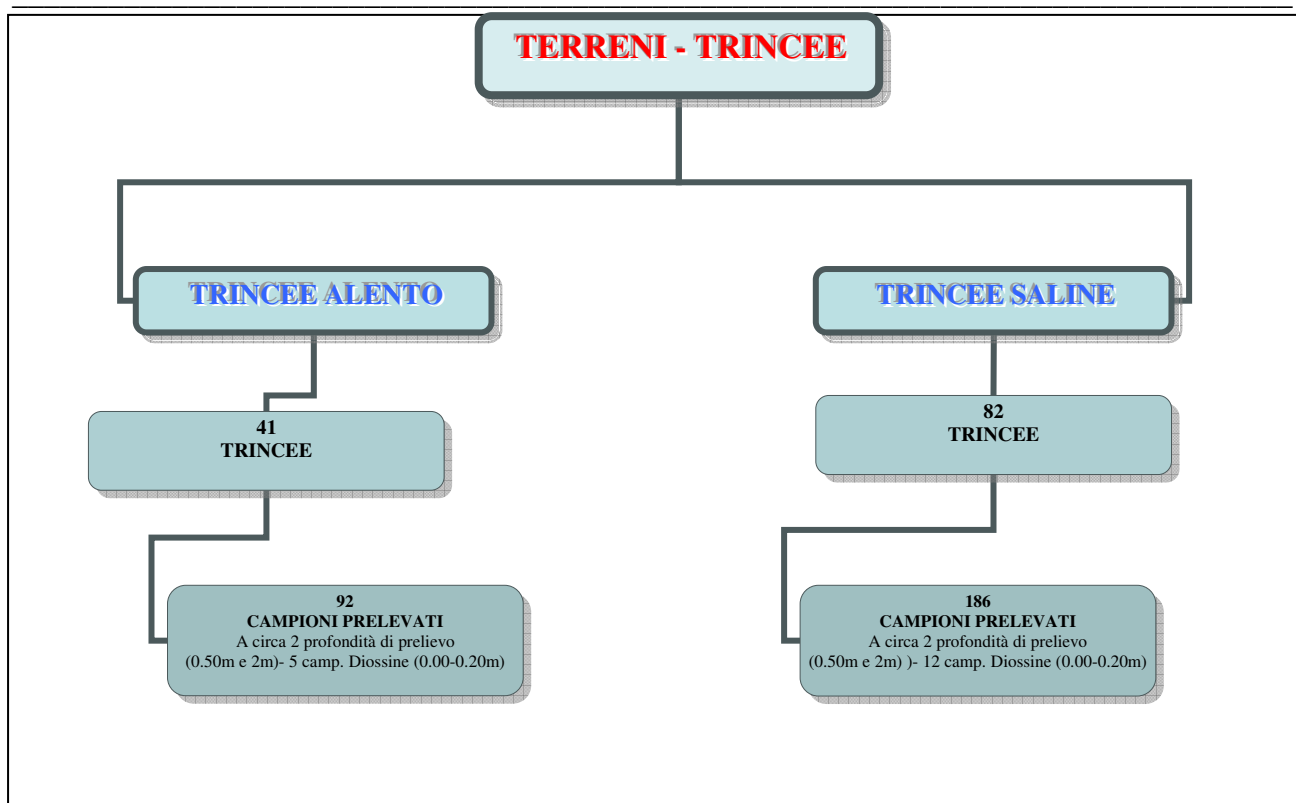 TERRENI - TRINCEE
TRINCEE ALENTO
TRINCEE SALINE
41
TRINCEE
82
TRINCEE
92
CAMPIONI PRELEVATI
A circa 2 profondità di prelievo
(0.50m e 2m)- 5 camp. Diossine (0.00-0.20m)
186
CAMPIONI PRELEVATI
A circa 2 profondità di prelievo
(0.50m e 2m) )- 12 camp. Diossine (0.00-0.20m)